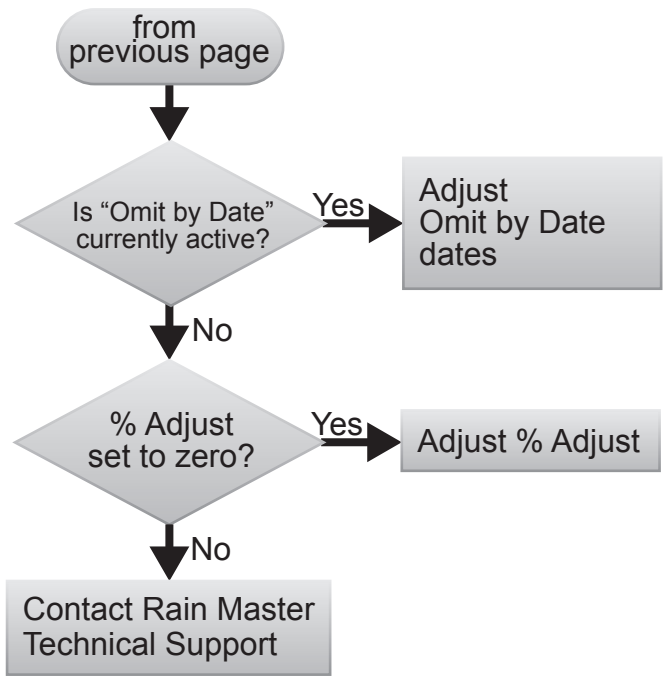 from
previous page
Is “Omit by Date”
currently active?
Yes
Adjust
Omit by Date
dates
No
% Adjust
set to zero?
Yes
Adjust % Adjust
No
Contact Rain Master
Technical Support